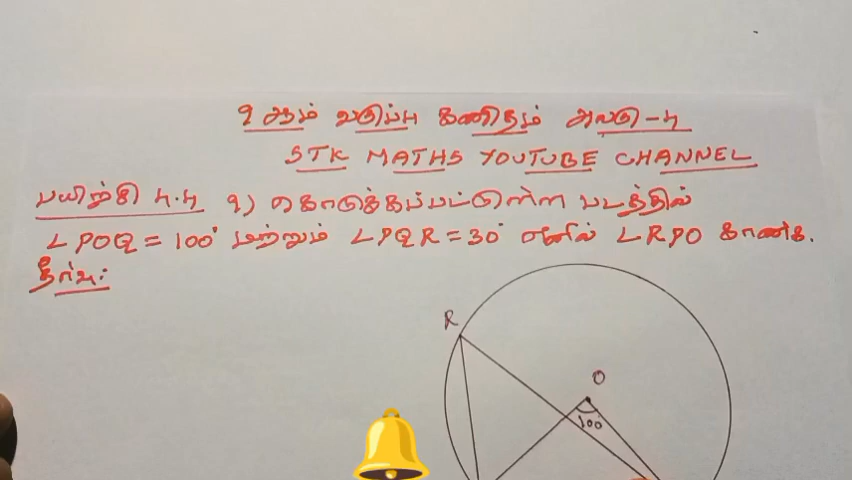 9 ஆம் வகுப்பு கணிதம் அலகு-4
STK MATHS YOUTUBE CHANNEL
பயிற்சி 4.4 9) கொடுக்கப்பட்டுள்ள படத்தில்
∠POQ = 100° மற்றும் ∠PQR = 30° எனில் ∠RPO காண்க.
தீர்வு:
R
O
100